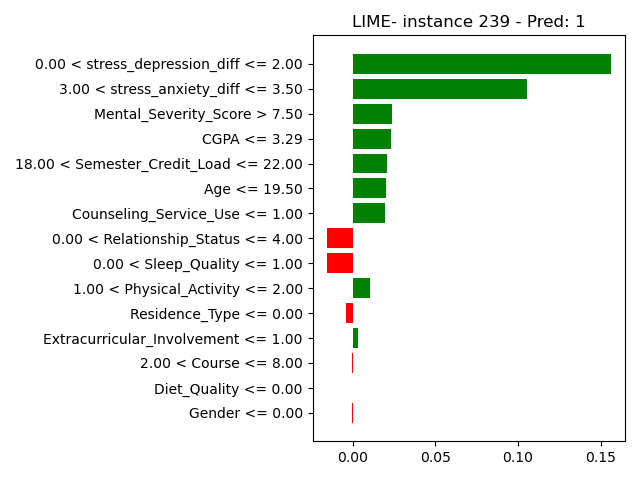 LIME- instance 239 - Pred: 1
0.00 < stress_depression_diff <= 2.00
3.00 < stress_anxiety_diff <= 3.50
Mental_Severity_Score > 7.50
CGPA <= 3.29
18.00 < Semester_Credit_Load <= 22.00
Age <= 19.50
Counseling_Service_Use <= 1.00
0.00 < Relationship_Status <= 4.00
0.00 < Sleep_Quality <= 1.00
1.00 < Physical_Activity <= 2.00
Residence_Type <= 0.00
Extracurricular_Involvement <= 1.00
2.00 < Course <= 8.00
Diet_Quality <= 0.00
Gender <= 0.00
0.00 0.05 0.10 0.15